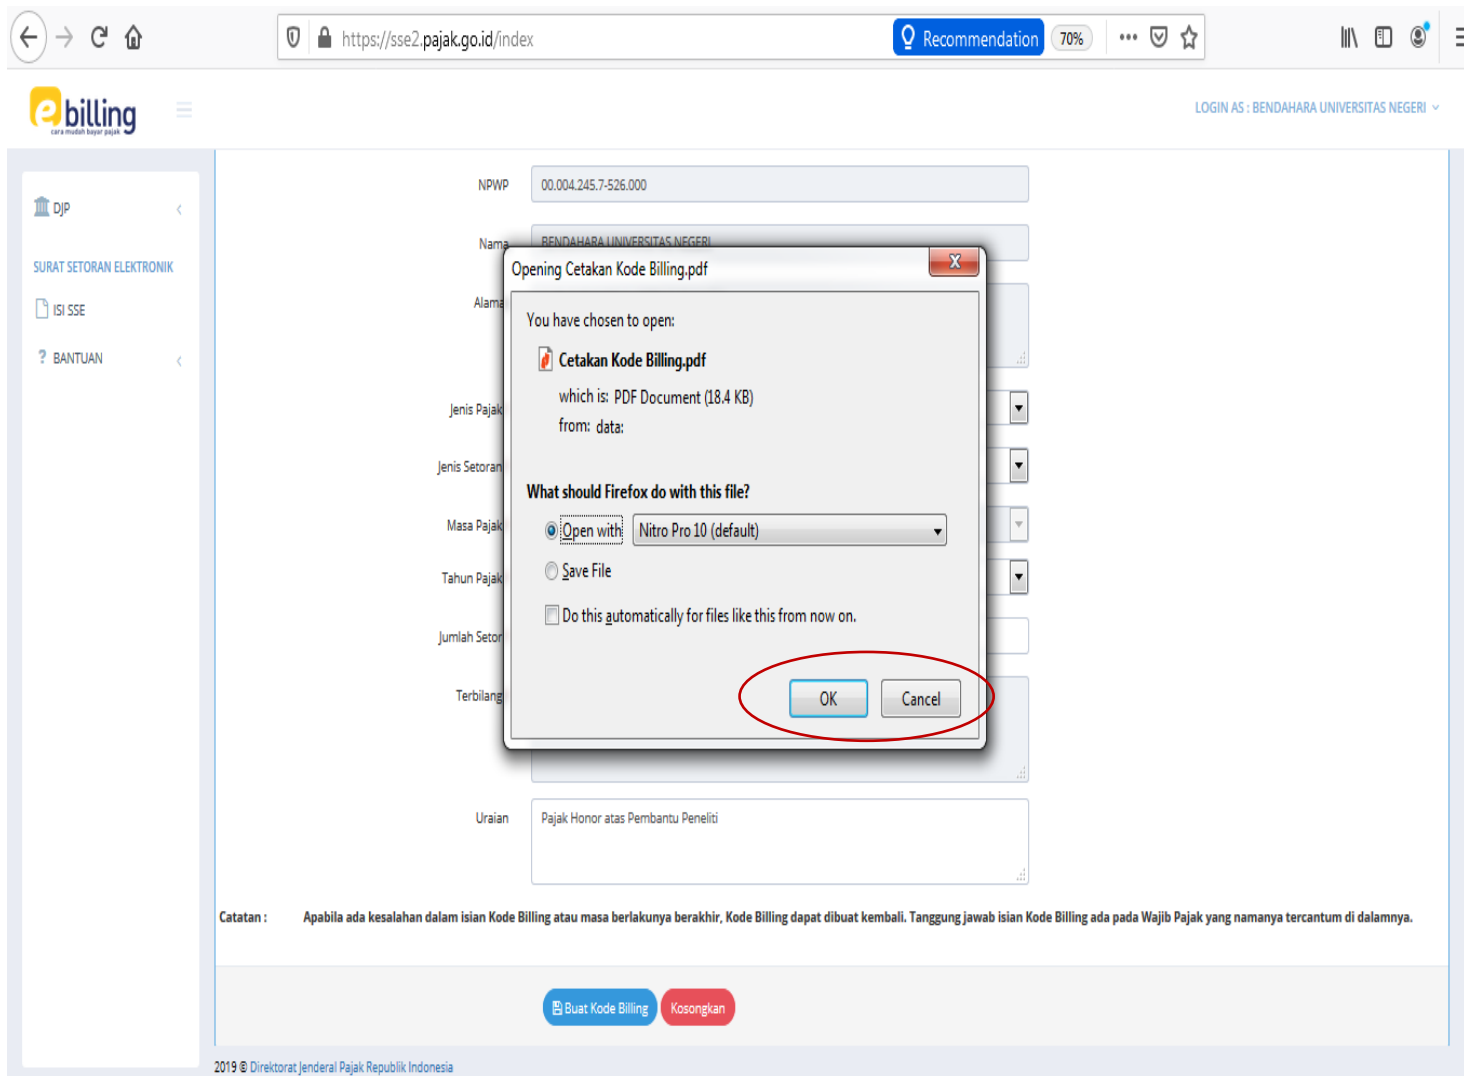 https://sse2.pajak.go.id/index
Recommendation
70%
e billing
cara mudah bayar pajak
LOGIN AS : BENDAHARA UNIVERSITAS NEGERI
DJP
SURAT SETORAN ELEKTRONIK
ISI SSE
? BANTUAN
NPWP 00.004.245.7-526.000
Nama BENDAHARA UNIVERSITAS NEGERI
Alama
Jenis Pajak
Jenis Setoran
Masa Pajak
Tahun Pajak
Jumlah Setor
Terbilang
Opening Cetakan Kode Billing.pdf
X
You have chosen to open:
Cetakan Kode Billing.pdf
which is: PDF Document (18.4 KB)
from: data:
What should Firefox do with this file?
Open with Nitro Pro 10 (default)
Save File
Do this automatically for files like this from now on.
OK Cancel
Uraian Pajak Honor atas Pembantu Peneliti
Catatan : Apabila ada kesalahan dalam isian Kode Billing atau masa berlakunya berakhir, Kode Billing dapat dibuat kembali. Tanggung jawab isian Kode Billing ada pada Wajib Pajak yang namanya tercantum di dalamnya.
Buat Kode Billing Kosongkan
2019 © Direktorat Jenderal Pajak Republik Indonesia